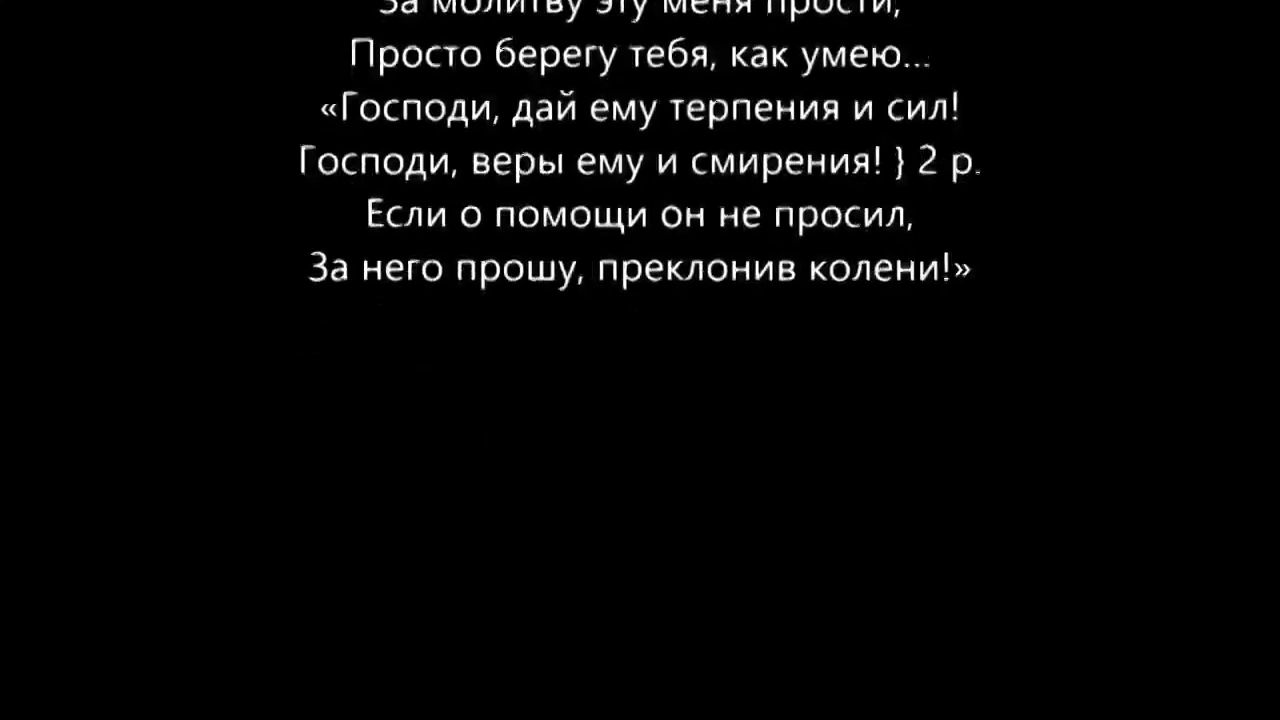 За молитву эту меня прости,
Просто берегу тебя, как умею...
«Господи, дай ему терпения и сил!
Господи, веры ему и смирения! } 2 р.
Если о помощи он не просил,
За него прошу, преклонив колени!»